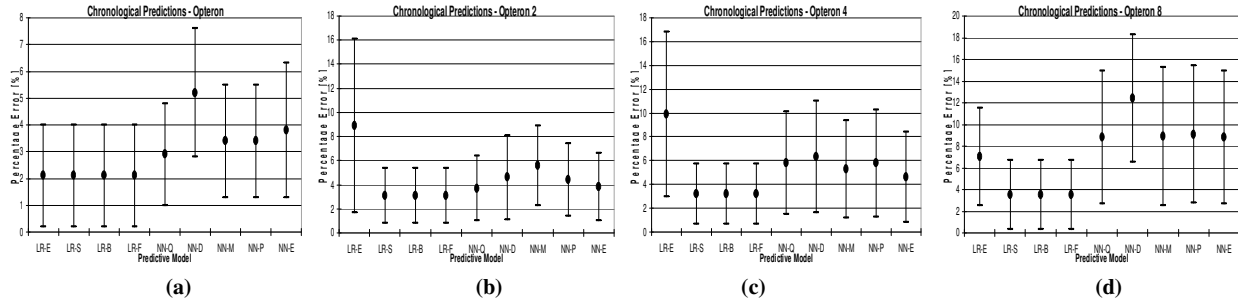 Chronological Predictions - Opteron
Percentage Error [%]
8
7
6
5
4
3
2
1
0
LR-E LR-S LR-B LR-F NN-Q NN-D NN-M NN-P NN-E
Predictive Model
(a)
Chronological Predictions - Opteron 2
Percentage Error [%]
18
16
14
12
10
8
6
4
2
0
LR-E LR-S LR-B LR-F NN-Q NN-D NN-M NN-P NN-E
Predictive Model
(b)
Chronological Predictions - Opteron 4
Percentage Error [%]
18
16
14
12
10
8
6
4
2
0
LR-E LR-S LR-B LR-F NN-Q NN-D NN-M NN-P NN-E
Predictive Model
(c)
Chronological Predictions - Opteron 8
Percentage Error [%]
20
18
16
14
12
10
8
6
4
2
0
LR-E LR-S LR-B LR-F NN-Q NN-D NN-M NN-P NN-E
Predictive Model
(d)